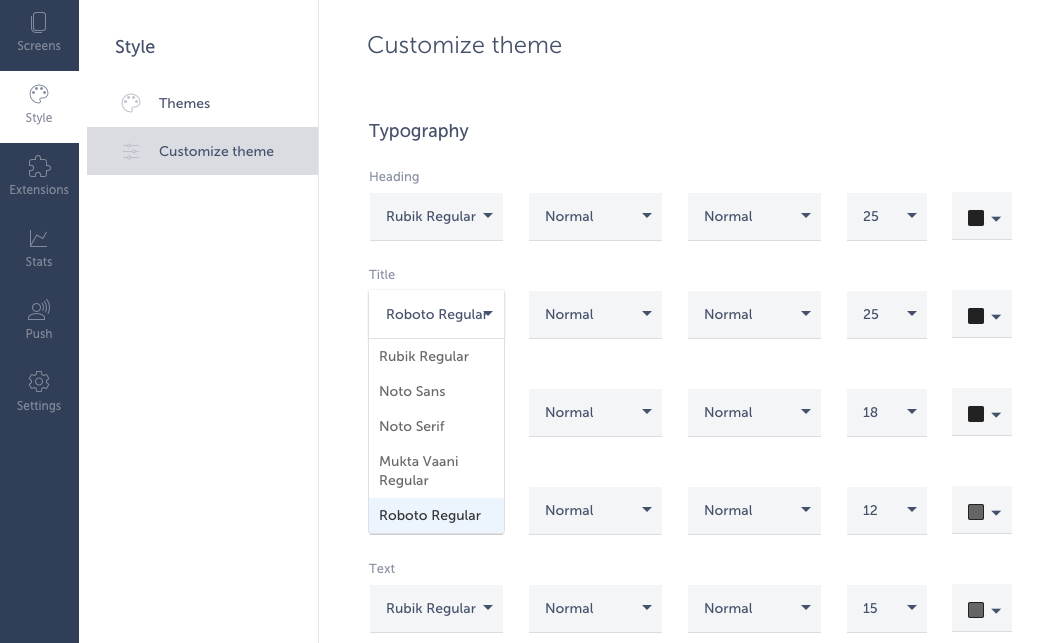 Screens
Style
Extensions
Stats
Push
Settings
Style
Themes
Customize theme
Customize theme
Typography
Heading
Rubik Regular Normal Normal 25
Title
Roboto Regular Normal Normal 25
Rubik Regular
Noto Sans
Noto Serif
Mukta Vaani
Regular
Roboto Regular
Normal Normal 18
Normal Normal 12
Text
Rubik Regular Normal Normal 15